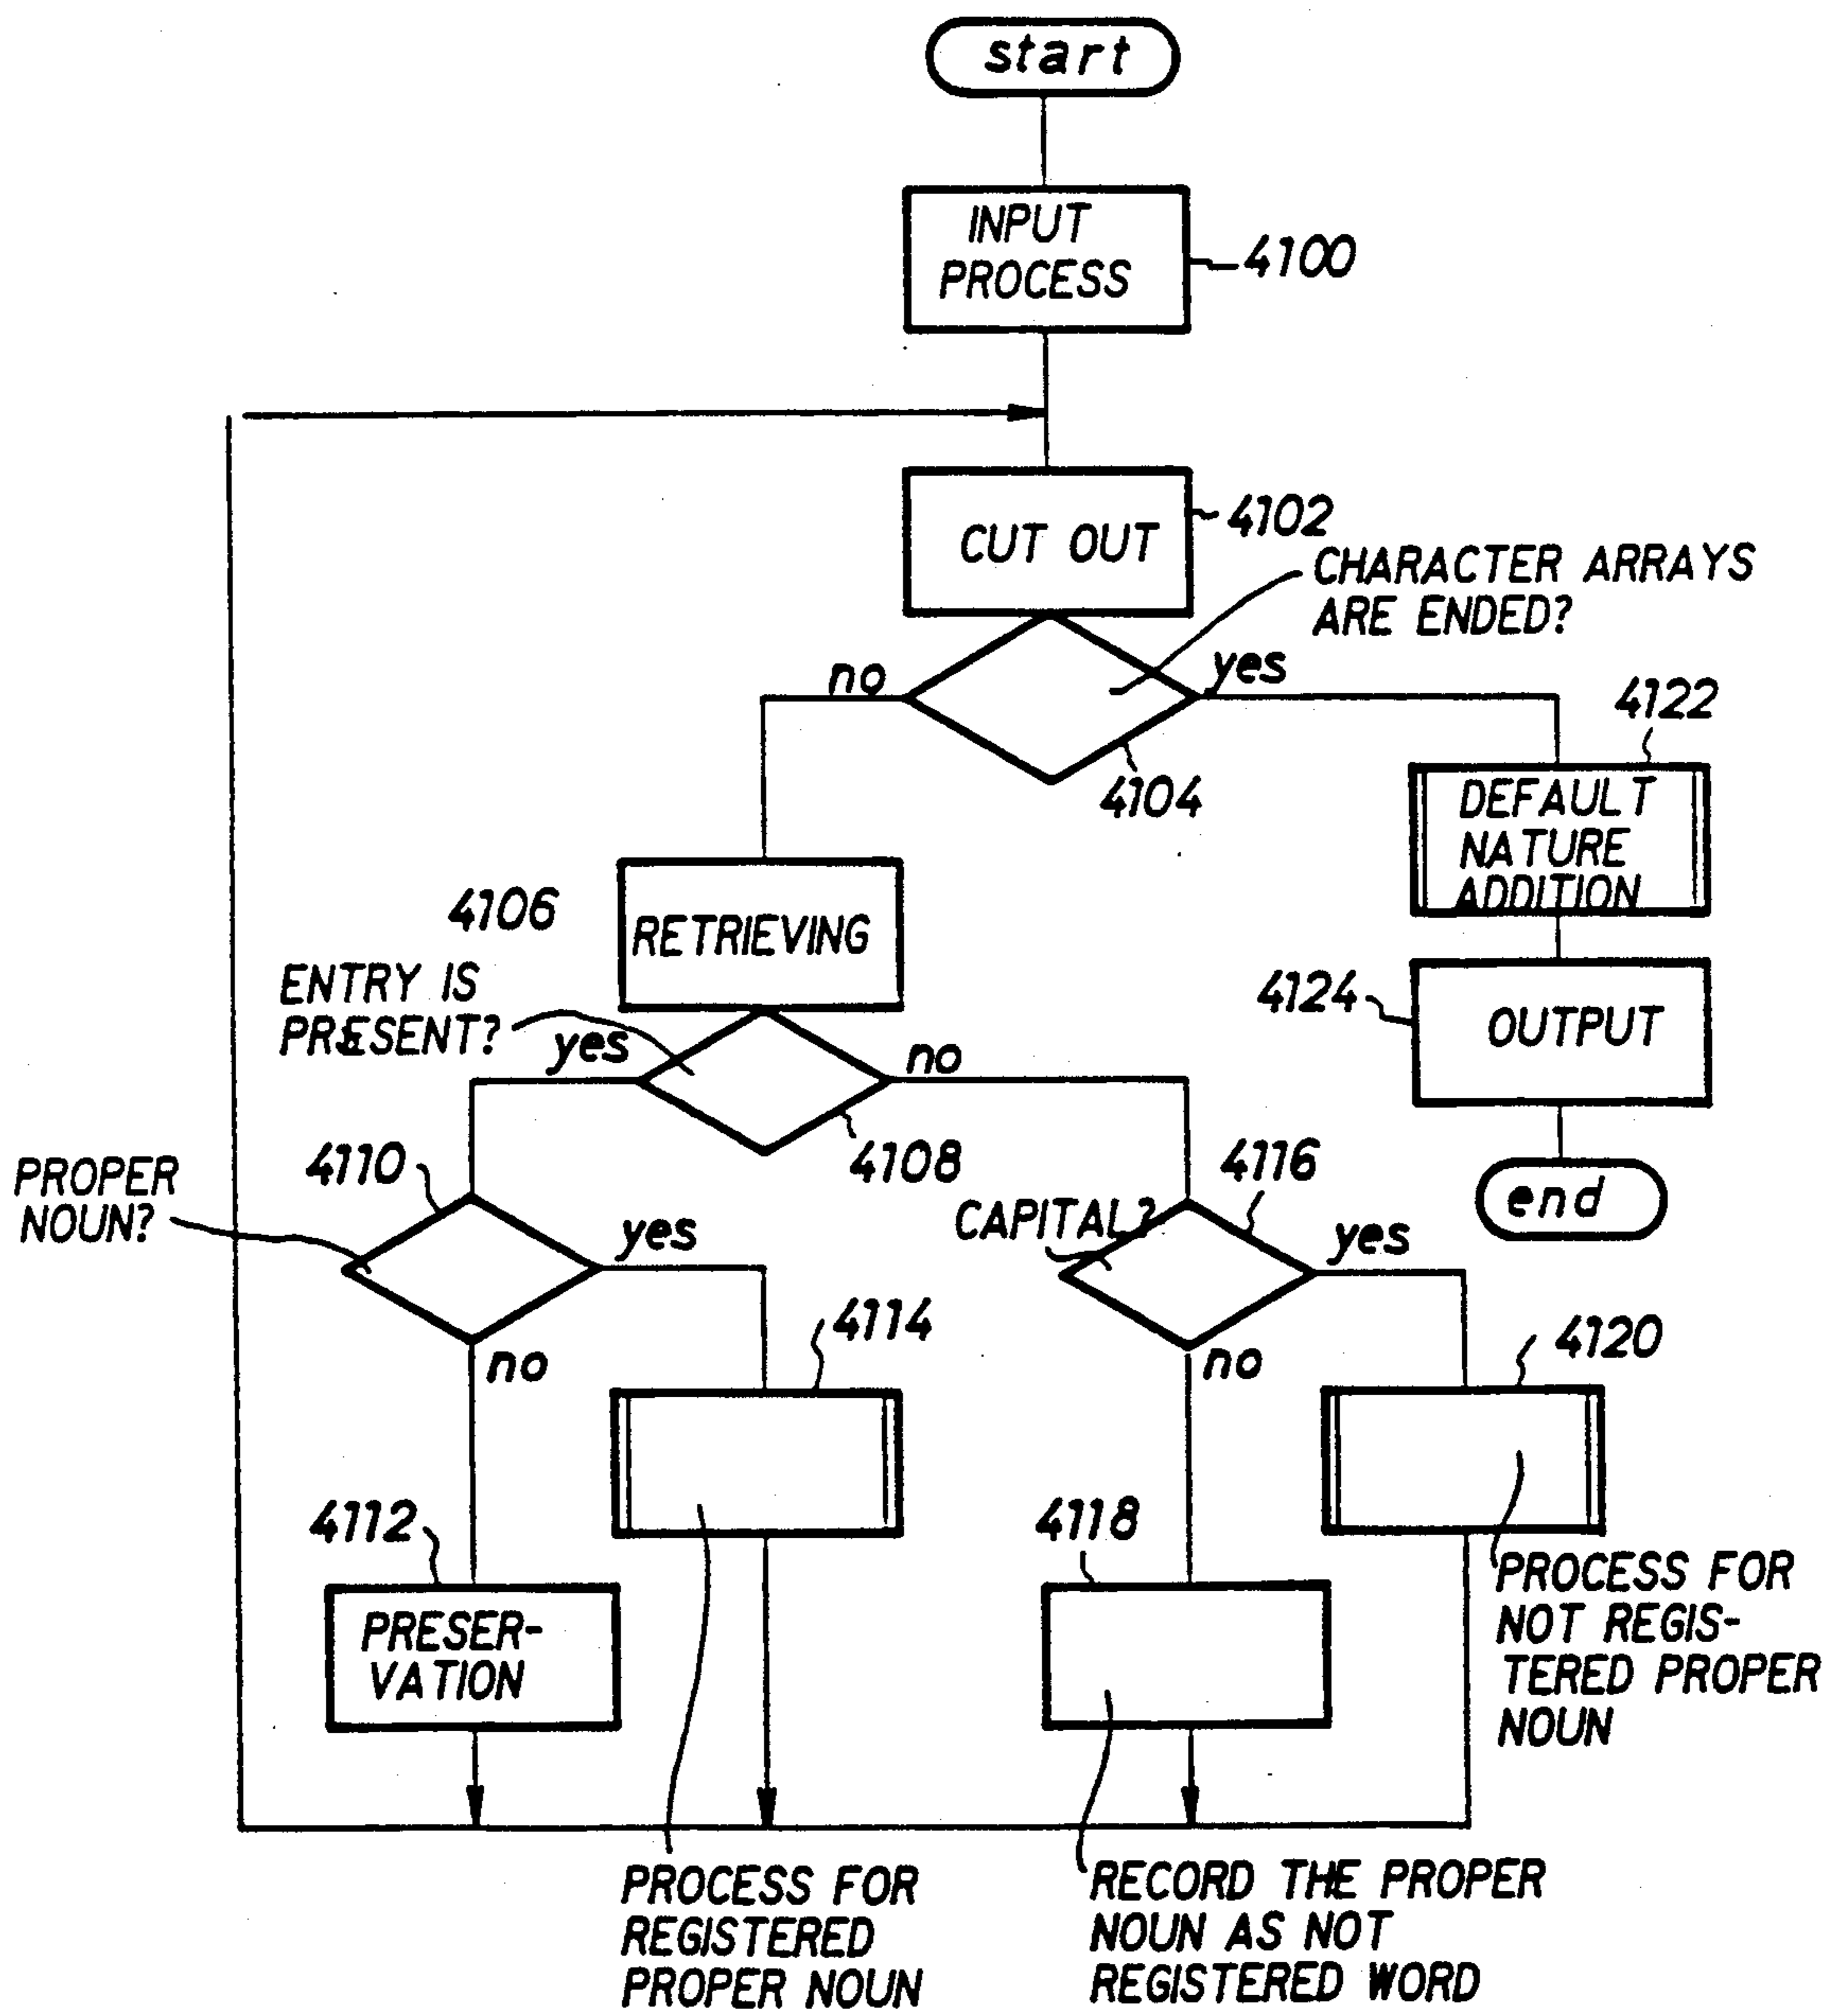 start
INPUT
PROCESS
4100
CUT OUT
4102
CHARACTER ARRAYS
ARE ENDED?
no
yes
4104
4122
DEFAULT
NATURE
ADDITION
4106
RETRIEVING
ENTRY IS
PRESENT?
yes
no
4108
4124
OUTPUT
end
PROPER
NOUN?
4110
yes
no
4116
CAPITAL?
yes
no
4114
4120
4112
PRESER-
VATION
4118
PROCESS FOR
NOT REGIS-
TERED PROPER
NOUN
PROCESS FOR
REGISTERED
PROPER NOUN
RECORD THE PROPER
NOUN AS NOT
REGISTERED WORD